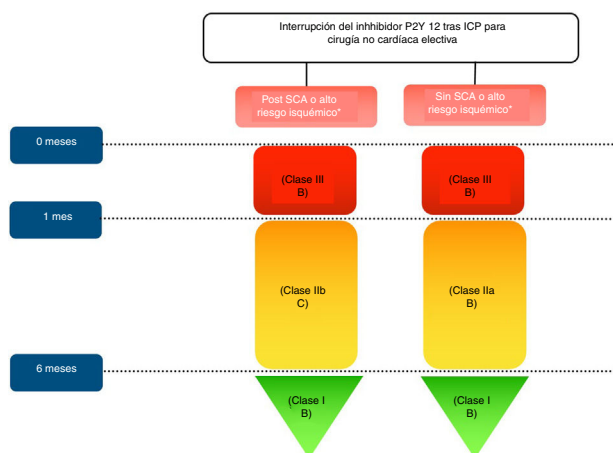 Interrupción del inhhibidor P2Y 12 tras ICP para
cirugía no cardíaca electiva
Post SCA o alto
riesgo isquémico*
Sin SCA o alto
riesgo isquémico*
0 meses
(Clase III
B)
(Clase III
B)
1 mes
(Clase IIb
C)
(Clase IIa
B)
6 meses
(Clase I
B)
(Clase I
B)